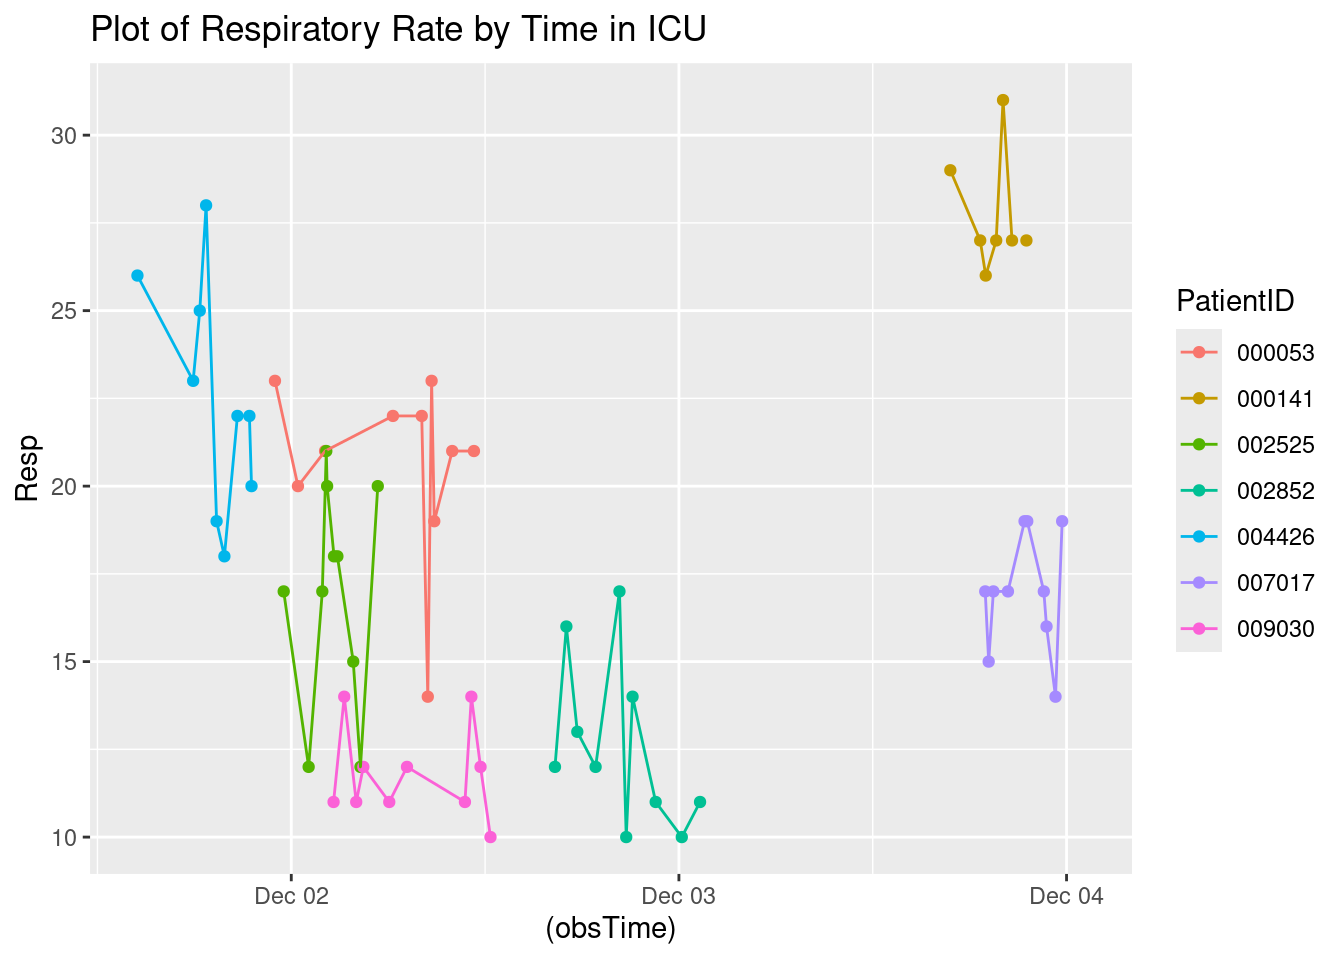 Plot of Respiratory Rate by Time in ICU
30
25
20
15
10
Resp
Dec 02
Dec 03
Dec 04
(obsTime)
PatientID
000053
000141
002525
002852
004426
007017
009030